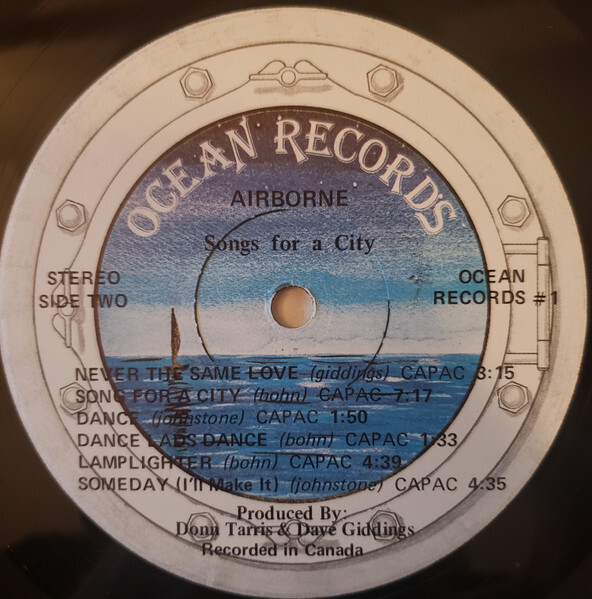 OCEAN RECORDS
AIRBORNE
Songs for a City
STEREO
SIDE TWO
OCEAN
RECORDS #1
NEVER THE SAME LOVE (giddings) CAPAC 3:15
SONG FOR A CITY (bohn) CAPAC 7:17
DANCE (johnstone) CAPAC 1:50
DANCE LADS DANCE (bohn) CAPAC 1:33
LAMPLIGHTER (bohn) CAPAC 4:39
SOMEDAY (I'll Make It) (johnstone) CAPAC 4:35
Produced By:
Donn Tarris & Dave Giddings
Recorded in Canada